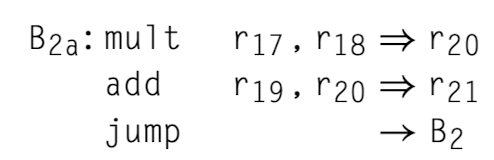 B₂ₐ: mult r₁₇, r₁₈ ⇒ r₂₀
add r₁₉, r₂₀ ⇒ r₂₁
jump → B₂